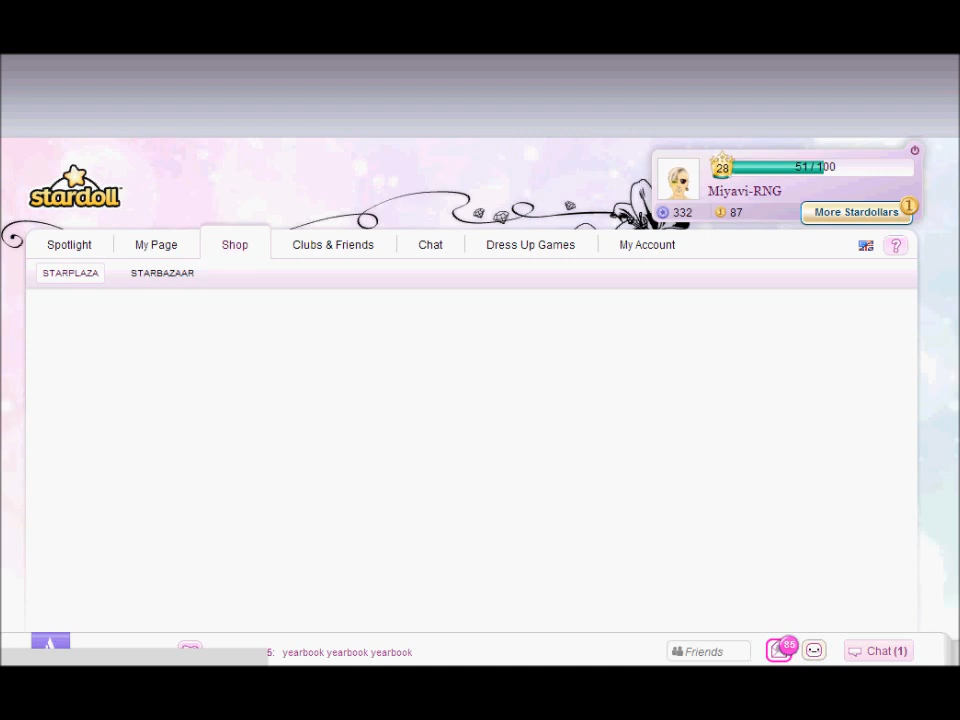 stardoll
28
51 / 100
Miyavi-RNG
332
87
More Stardollars
1
Spotlight
My Page
Shop
Clubs & Friends
Chat
Dress Up Games
My Account
?
STARPLAZA
STARBAZAAR
5: yearbook yearbook yearbook
Friends
85
Chat (1)